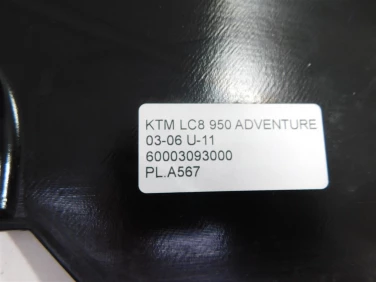 KTM LC8 950 ADVENTURE
03-06 U-11
60003093000
PL.A567